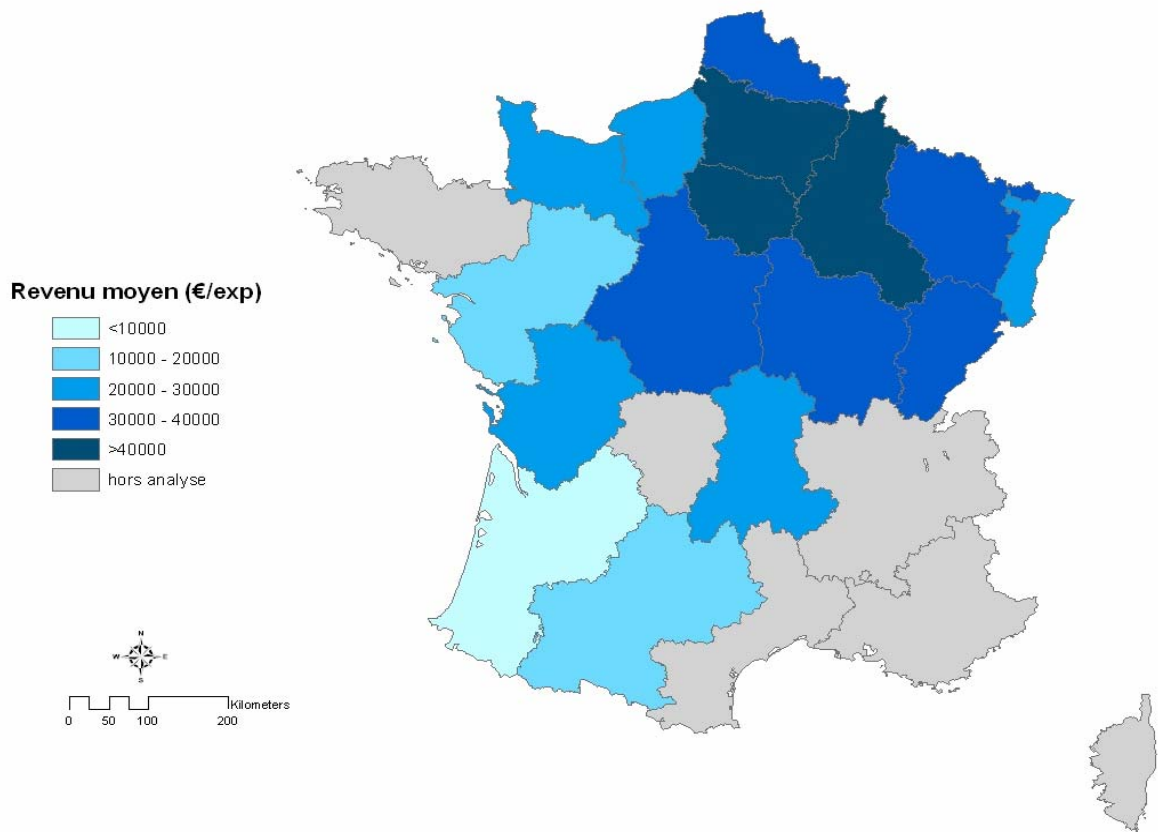 Revenu moyen (€/exp)
<10000
10000 - 20000
20000 - 30000
30000 - 40000
>40000
hors analyse
N
W E
S
Kilometers
0 50 100 200